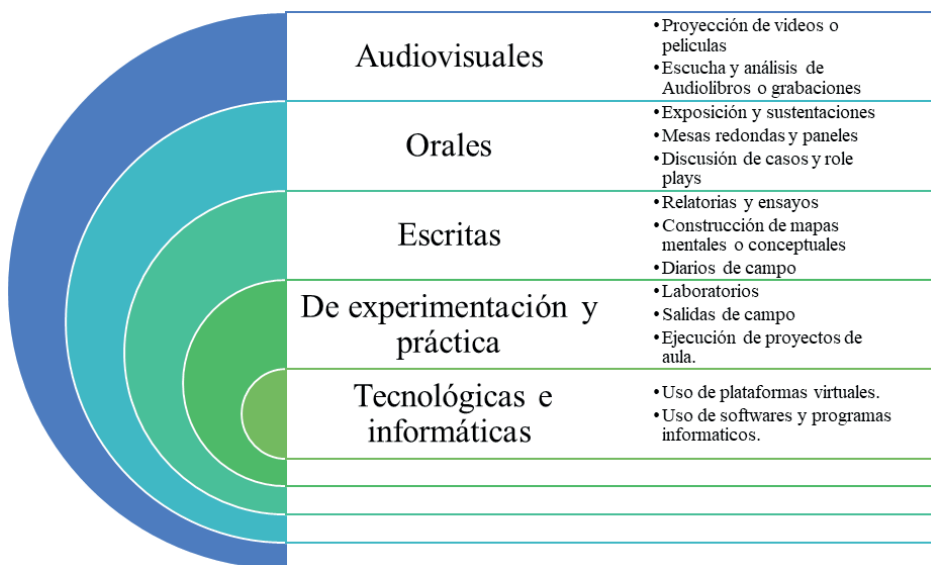 Audiovisuales
•Proyección de videos o
peliculas
•Escucha y análisis de
Audiolibros o grabaciones
Orales
•Exposición y sustentaciones
•Mesas redondas y paneles
•Discusión de casos y role
plays
Escritas
•Relatorias y ensayos
•Construcción de mapas
mentales o conceptuales
•Diarios de campo
De experimentación y
práctica
•Laboratorios
•Salidas de campo
•Ejecución de proyectos de
aula.
Tecnológicas e
informáticas
•Uso de plataformas virtuales.
•Uso de softwares y programas
informaticos.